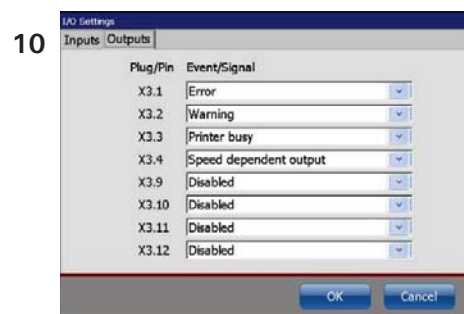 10
I/O Settings
Inputs Outputs
Plug/Pin Event/Signal
X3.1 Error
X3.2 Warning
X3.3 Printer busy
X3.4 Speed dependent output
X3.9 Disabled
X3.10 Disabled
X3.11 Disabled
X3.12 Disabled
OK Cancel